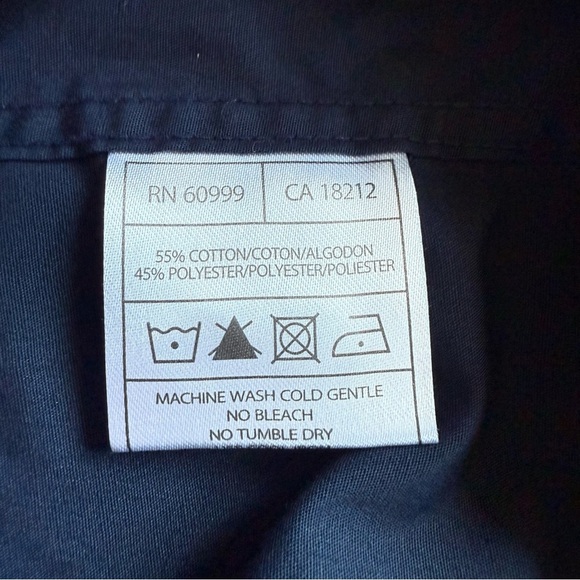 RN 60999 CA 18212
55% COTTON/COTON/ALGODON
45% POLYESTER/POLYESTER/POLIESTER
MACHINE WASH COLD GENTLE
NO BLEACH
NO TUMBLE DRY